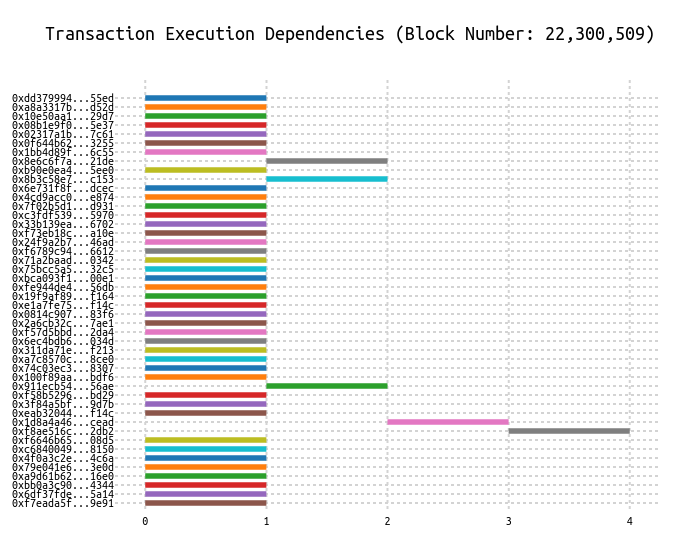 Transaction Execution Dependencies (Block Number: 22,300,509)
0xdd379994...55ed
0xa8a3317b...d52d
0x10e50aa1...29d7
0x08b1e9f0...5e37
0x02317a1b...7c61
0x0f644b62...3255
0x1bb4d89f...6c55
0x8e6c6f7a...21de
0xb90e0ea4...5ee0
0x8b3c58e7...c153
0x6e731f8f...dcec
0x4cd9acc0...e874
0x7f02b5d1...d931
0xc3fdf539...5970
0x33b139ea...6702
0xf73eb18c...a10e
0x24f9a2b7...46ad
0xf6789c94...6612
0x71a2baad...0342
0x75bcc5a5...32c5
0xbca093f1...00e1
0xfe944de4...56db
0x19f9af89...f164
0xe1a7fe75...f14c
0x0814c907...83f6
0x2a6cb32c...7ae1
0xf57d5bbd...2da4
0x6ec4bdb6...034d
0x311da71e...f213
0xa7c8570c...8ce0
0x74c03ec3...8307
0x100f89aa...bdf6
0x911ecb54...56ae
0xf58b5296...bd29
0x3f84a5bf...9d7b
0xeab32044...f14c
0x1d8a4a46...cead
0xf8ae516c...2db2
0xf6646b65...08d5
0xc6840049...8150
0x4f0a3c2e...4c6a
0x79e041e6...3e0d
0xa9d61b62...16e0
0xbb0a3c90...4344
0x6df37fde...5a14
0xf7eada5f...9e91
0 1 2 3 4